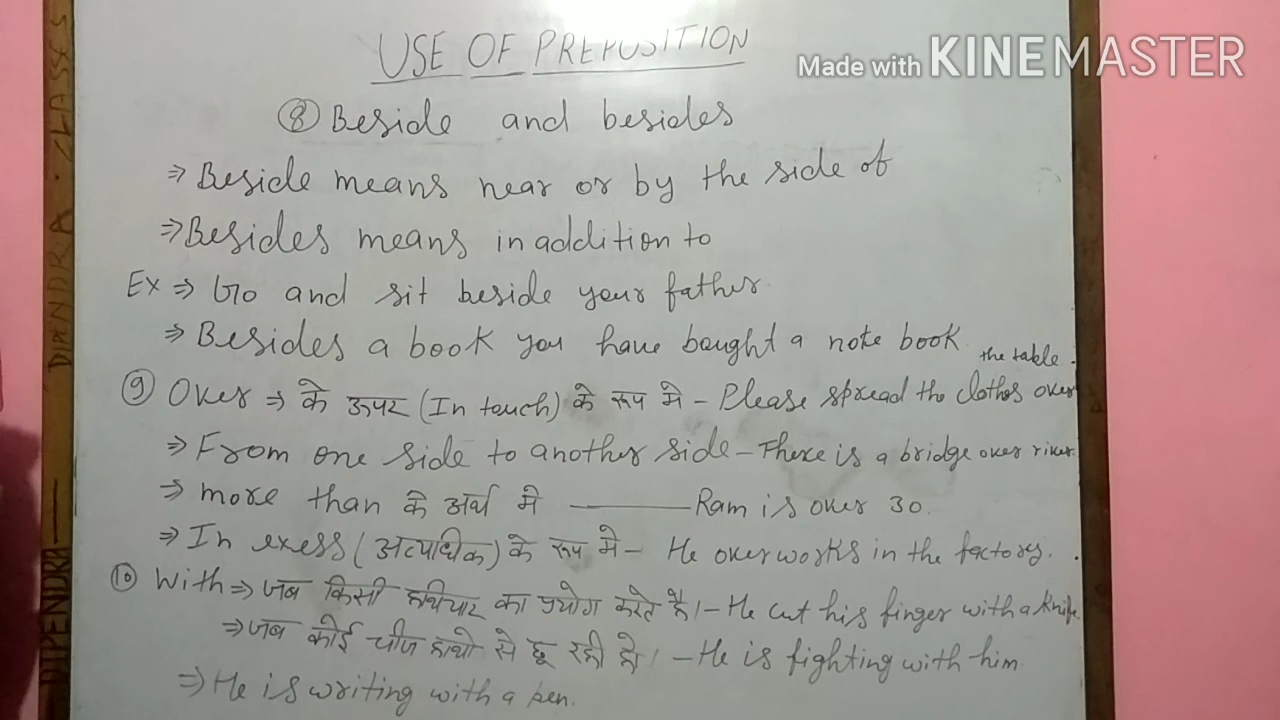 USE OF PREPOSITION
Made with KINEMASTER
⑧ Beside and besides
⇒ Beside means near or by the side of
⇒ Besides means in addition to
Ex ⇒ Go and sit beside your father.
⇒ Besides a book you have bought a note book.
⑨ Over ⇒ के ऊपर (In touch) के रूप मे – Please spread the clothes over the table.
⇒ From one side to another side – There is a bridge over river.
⇒ more than के अर्थ मे ——— Ram is over 30.
⇒ In exess (अत्याधिक) के रूप मे – He overworks in the factory.
⑩ With ⇒ जब किसी हथियार का प्रयोग करते है। – He cut his finger with a knife
⇒ जब कोई चीज हाथो से छू रही हो। – He is fighting with him
⇒ He is writing with a pen.
DIPENDRA
DIPENDRA . CLASSES